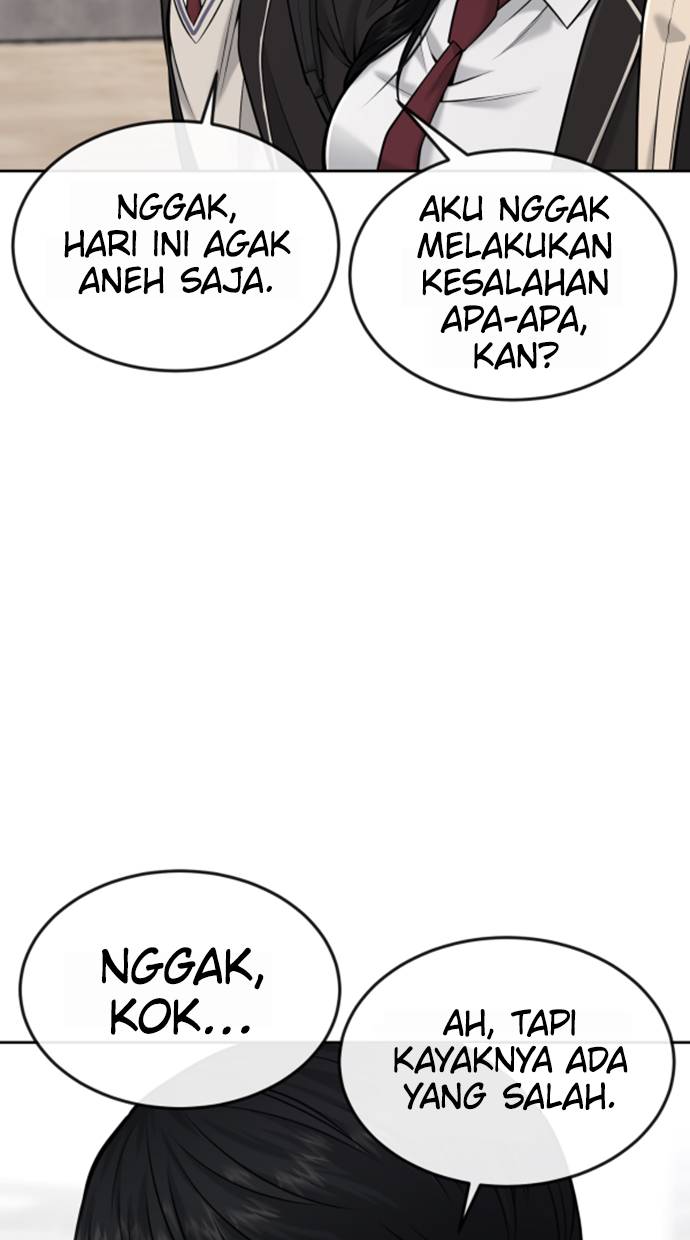 NGGAK,
HARI INI AGAK
ANEH SAJA.
AKU NGGAK
MELAKUKAN
KESALAHAN
APA-APA,
KAN?
NGGAK,
KOK...
AH, TAPI
KAYAKNYA ADA
YANG SALAH.